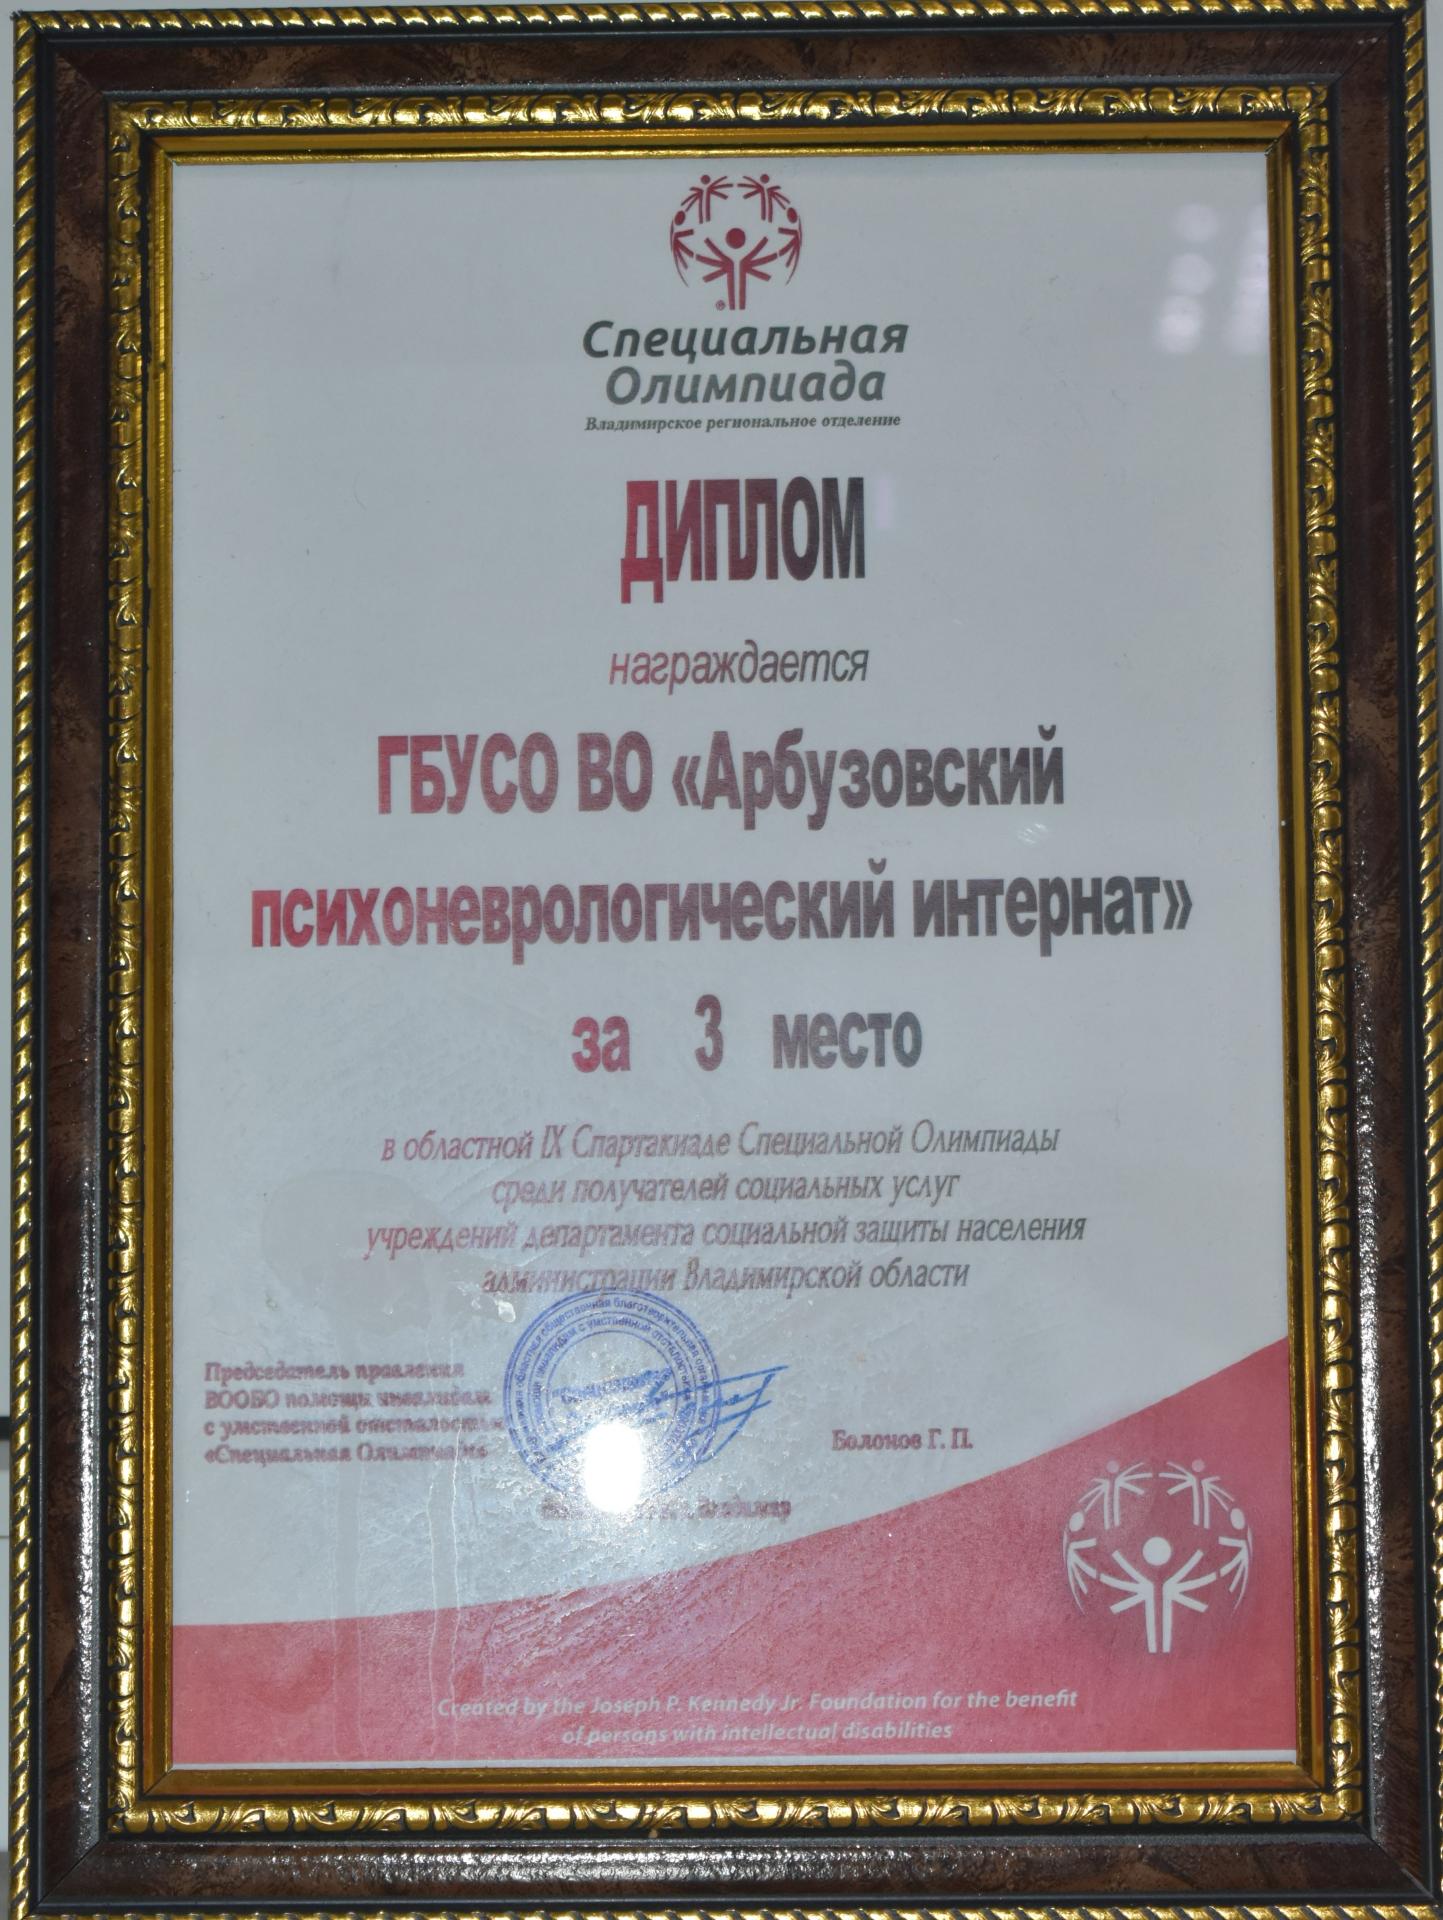 Специальная
Олимпиада
Владимирское региональное отделение
ДИПЛОМ
награждается
ГБУСО ВО «Арбузовский
психоневрологический интернат»
за 3 место
в областной IX Спартакиаде Специальной Олимпиады
среди получателей социальных услуг
учреждений департамента социальной защиты населения
администрации Владимирской области
Председатель правления
ВООБО помощи инвалидам
с умственной отсталостью
«Специальная Олимпиада»
Болонов Г. П.
Владимир
Created by the Joseph P. Kennedy Jr. Foundation for the benefit
of persons with intellectual disabilities